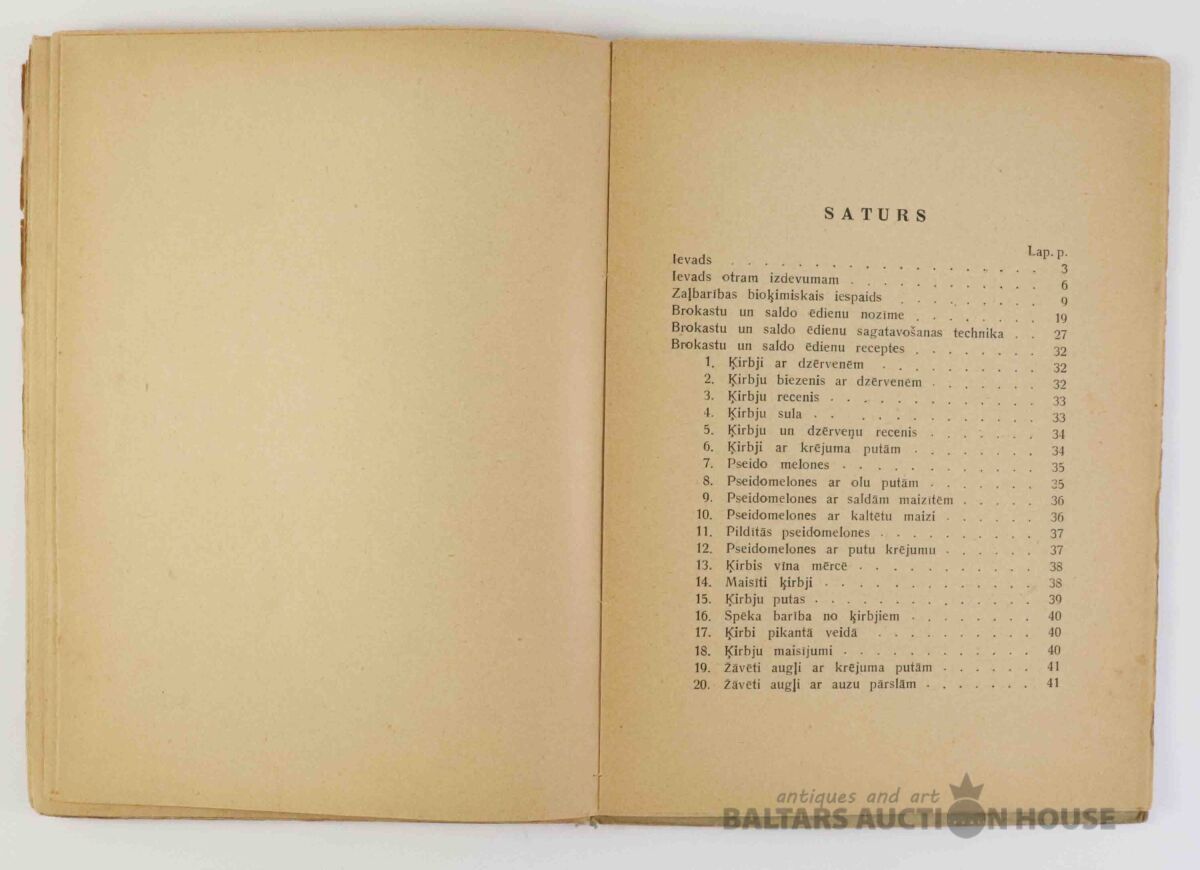 SATURS
Lap. p.
Ievads . . . . . . . . . . . . . . . . . 3
Ievads otram izdevumam . . . . . . . . . . 6
Zaļbarības bioķimiskais iespaids . . . . . . . . 9
Brokastu un saldo ēdienu nozīme . . . . . . . 19
Brokastu un saldo ēdienu sagatavošanas technika . . 27
Brokastu un saldo ēdienu receptes . . . . . . . 32
1. Ķirbji ar dzērvenēm . . . . . . . . . 32
2. Ķirbju biezenis ar dzērvenēm . . . . . . 32
3. Ķirbju recenis . . . . . . . . . . . 33
4. Ķirbju sula . . . . . . . . . . . . 33
5. Ķirbju un dzērveņu recenis . . . . . . 34
6. Ķirbji ar krējuma putām . . . . . . . 34
7. Pseido melones . . . . . . . . . . . 35
8. Pseidomelones ar olu putām . . . . . . 35
9. Pseidomelones ar saldām maizītēm . . . . . 36
10. Pseidomelones ar kaltētu maizi . . . . . 36
11. Pildītās pseidomelones . . . . . . . . 37
12. Pseidomelones ar putu krējumu . . . . . 37
13. Ķirbis vīna mērcē . . . . . . . . . . 38
14. Maisīti ķirbji . . . . . . . . . . . 38
15. Ķirbju putas . . . . . . . . . . . . 39
16. Spēka barība no ķirbjiem . . . . . . . 40
17. Ķirbi pikantā veidā . . . . . . . . . 40
18. Ķirbju maisījumi . . . . . . . . . . 40
19. Žāvēti augļi ar krējuma putām . . . . . 41
20. Žāvēti augļi ar auzu pārslām . . . . . . 41
antiques and art
BALTARS AUCTION HOUSE